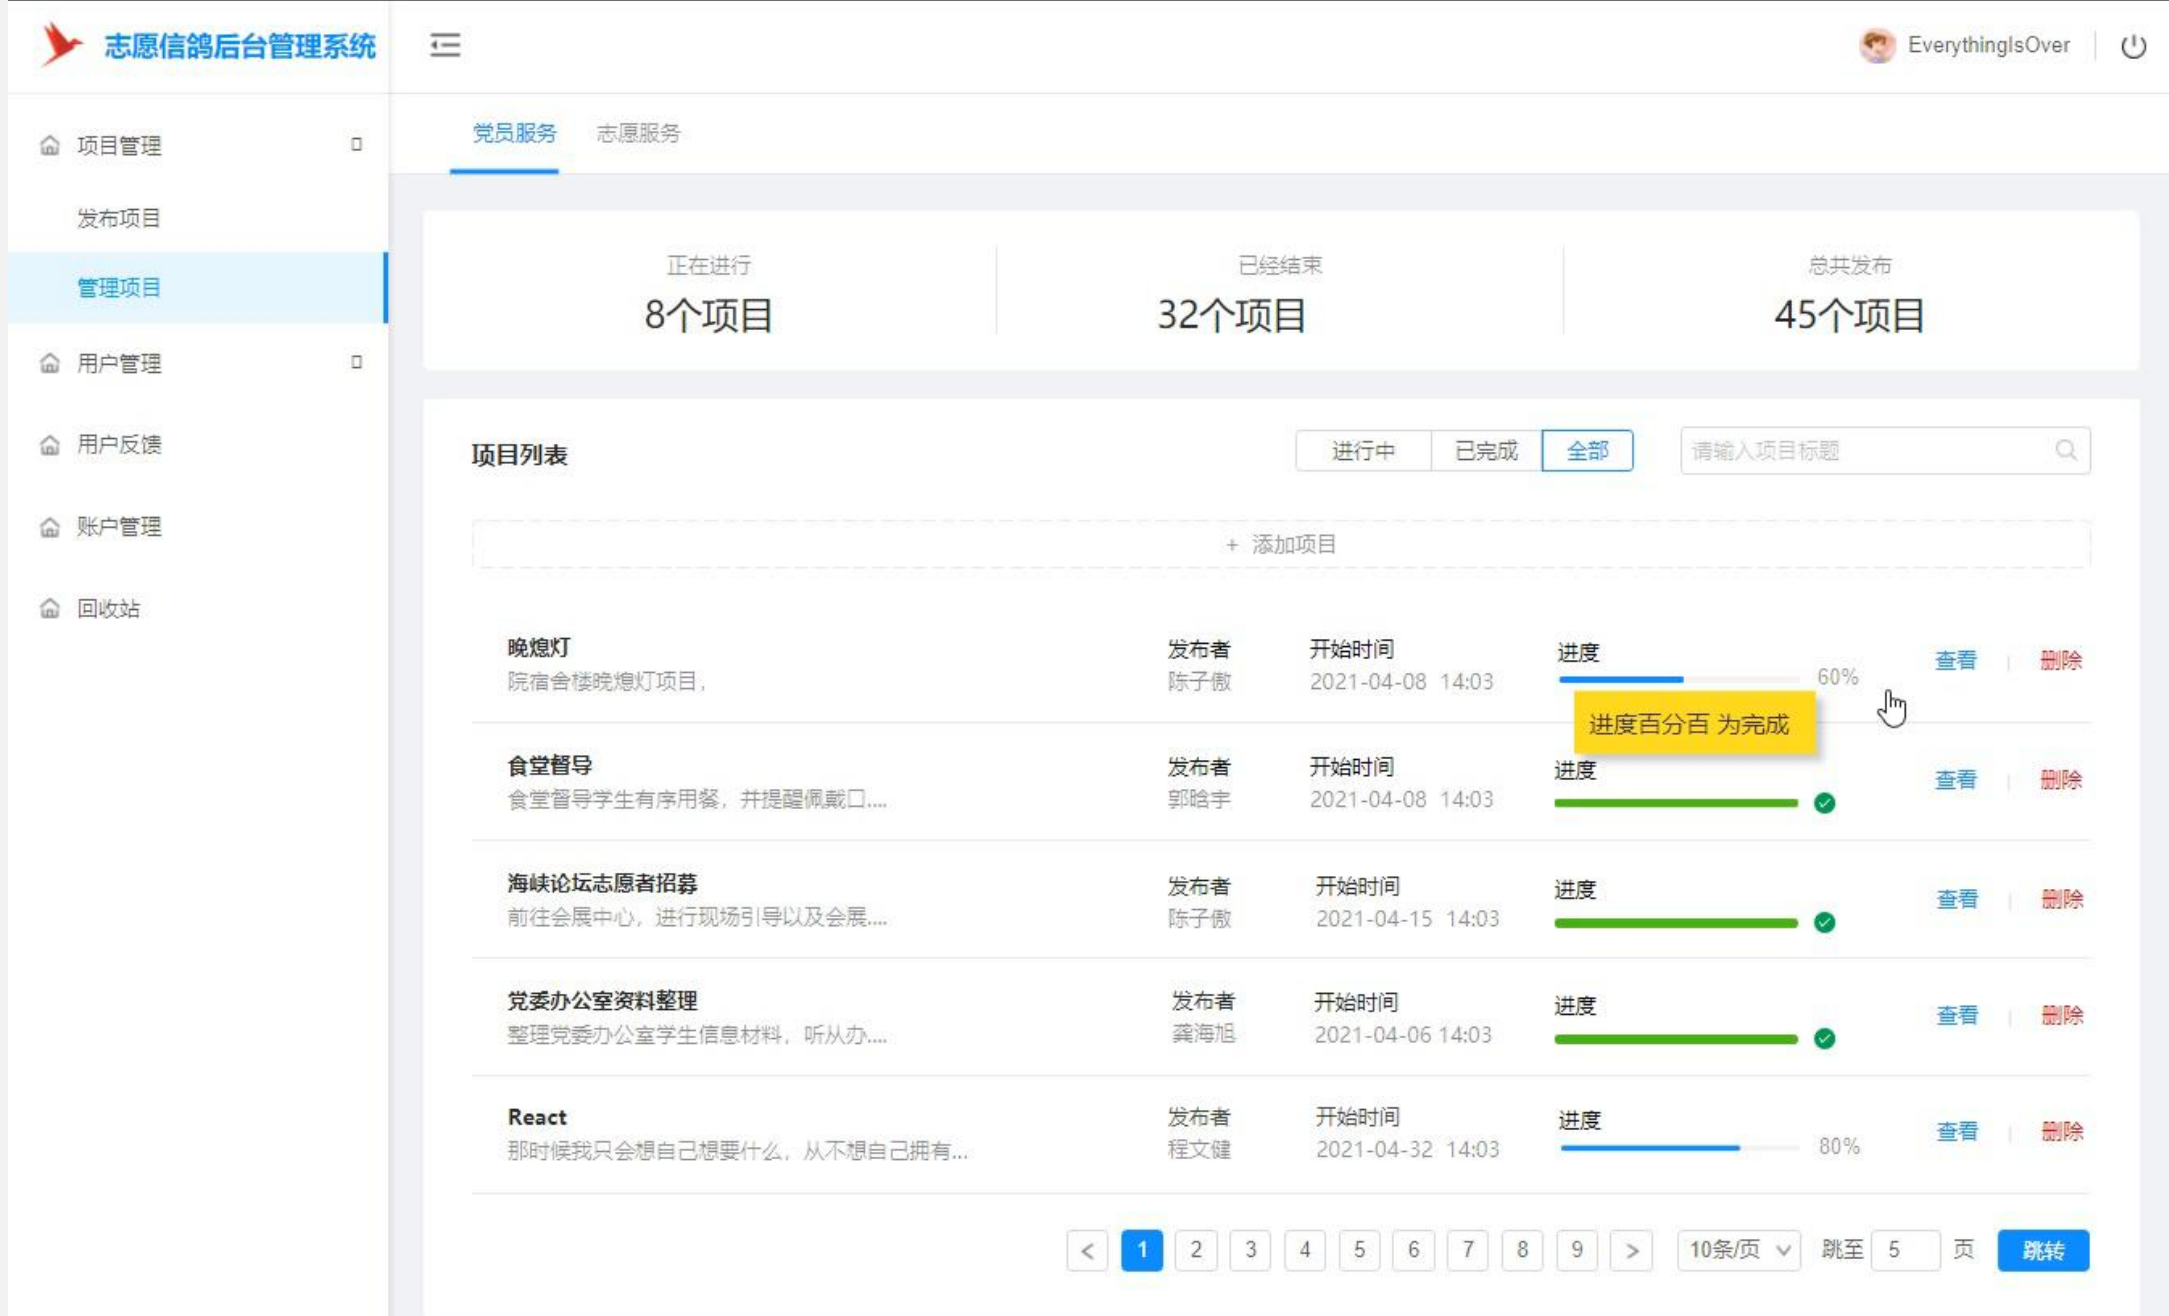 志愿信鸽后台管理系统
EverythingIsOver
项目管理
发布项目
管理项目
用户管理
用户反馈
账户管理
回收站
党员服务 志愿服务
正在进行 已经结束 总共发布
8个项目 32个项目 45个项目
项目列表 进行中 已完成 全部 请输入项目标题
+ 添加项目
晚熄灯 发布者 开始时间 进度
院宿舍楼晚熄灯项目, 陈子傲 2021-04-08 14:03 60% 查看 删除
进度百分百 为完成
食堂督导 发布者 开始时间 进度
食堂督导学生有序用餐，并提醒佩戴口.... 郭晗宇 2021-04-08 14:03 查看 删除
海峡论坛志愿者招募 发布者 开始时间 进度
前往会展中心，进行现场引导以及会展.... 陈子傲 2021-04-15 14:03 查看 删除
党委办公室资料整理 发布者 开始时间 进度
整理党委办公室学生信息材料，听从办.... 龚海旭 2021-04-06 14:03 查看 删除
React 发布者 开始时间 进度
那时候我只会想自己想要什么，从不想自己拥有... 程文健 2021-04-32 14:03 80% 查看 删除
< 1 2 3 4 5 6 7 8 9 > 10条/页 跳至 5 页 跳转